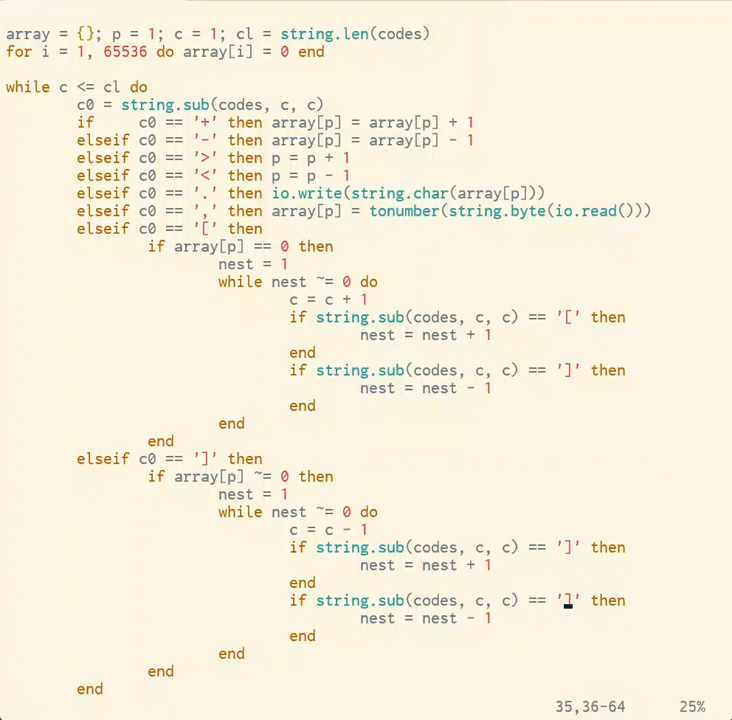 array = {}; p = 1; c = 1; cl = string.len(codes)
for i = 1, 65536 do array[i] = 0 end
while c <= cl do
        c0 = string.sub(codes, c, c)
        if     c0 == '+' then array[p] = array[p] + 1
        elseif c0 == '-' then array[p] = array[p] - 1
        elseif c0 == '>' then p = p + 1
        elseif c0 == '<' then p = p - 1
        elseif c0 == '.' then io.write(string.char(array[p]))
        elseif c0 == ',' then array[p] = tonumber(string.byte(io.read()))
        elseif c0 == '[' then
                if array[p] == 0 then
                        nest = 1
                        while nest ~= 0 do
                                c = c + 1
                                if string.sub(codes, c, c) == '[' then
                                        nest = nest + 1
                                end
                                if string.sub(codes, c, c) == ']' then
                                        nest = nest - 1
                                end
                        end
                end
        elseif c0 == ']' then
                if array[p] ~= 0 then
                        nest = 1
                        while nest ~= 0 do
                                c = c - 1
                                if string.sub(codes, c, c) == ']' then
                                        nest = nest + 1
                                end
                                if string.sub(codes, c, c) == ']' then
                                        nest = nest - 1
                                end
                        end
                end
        end
35,36-64 25%